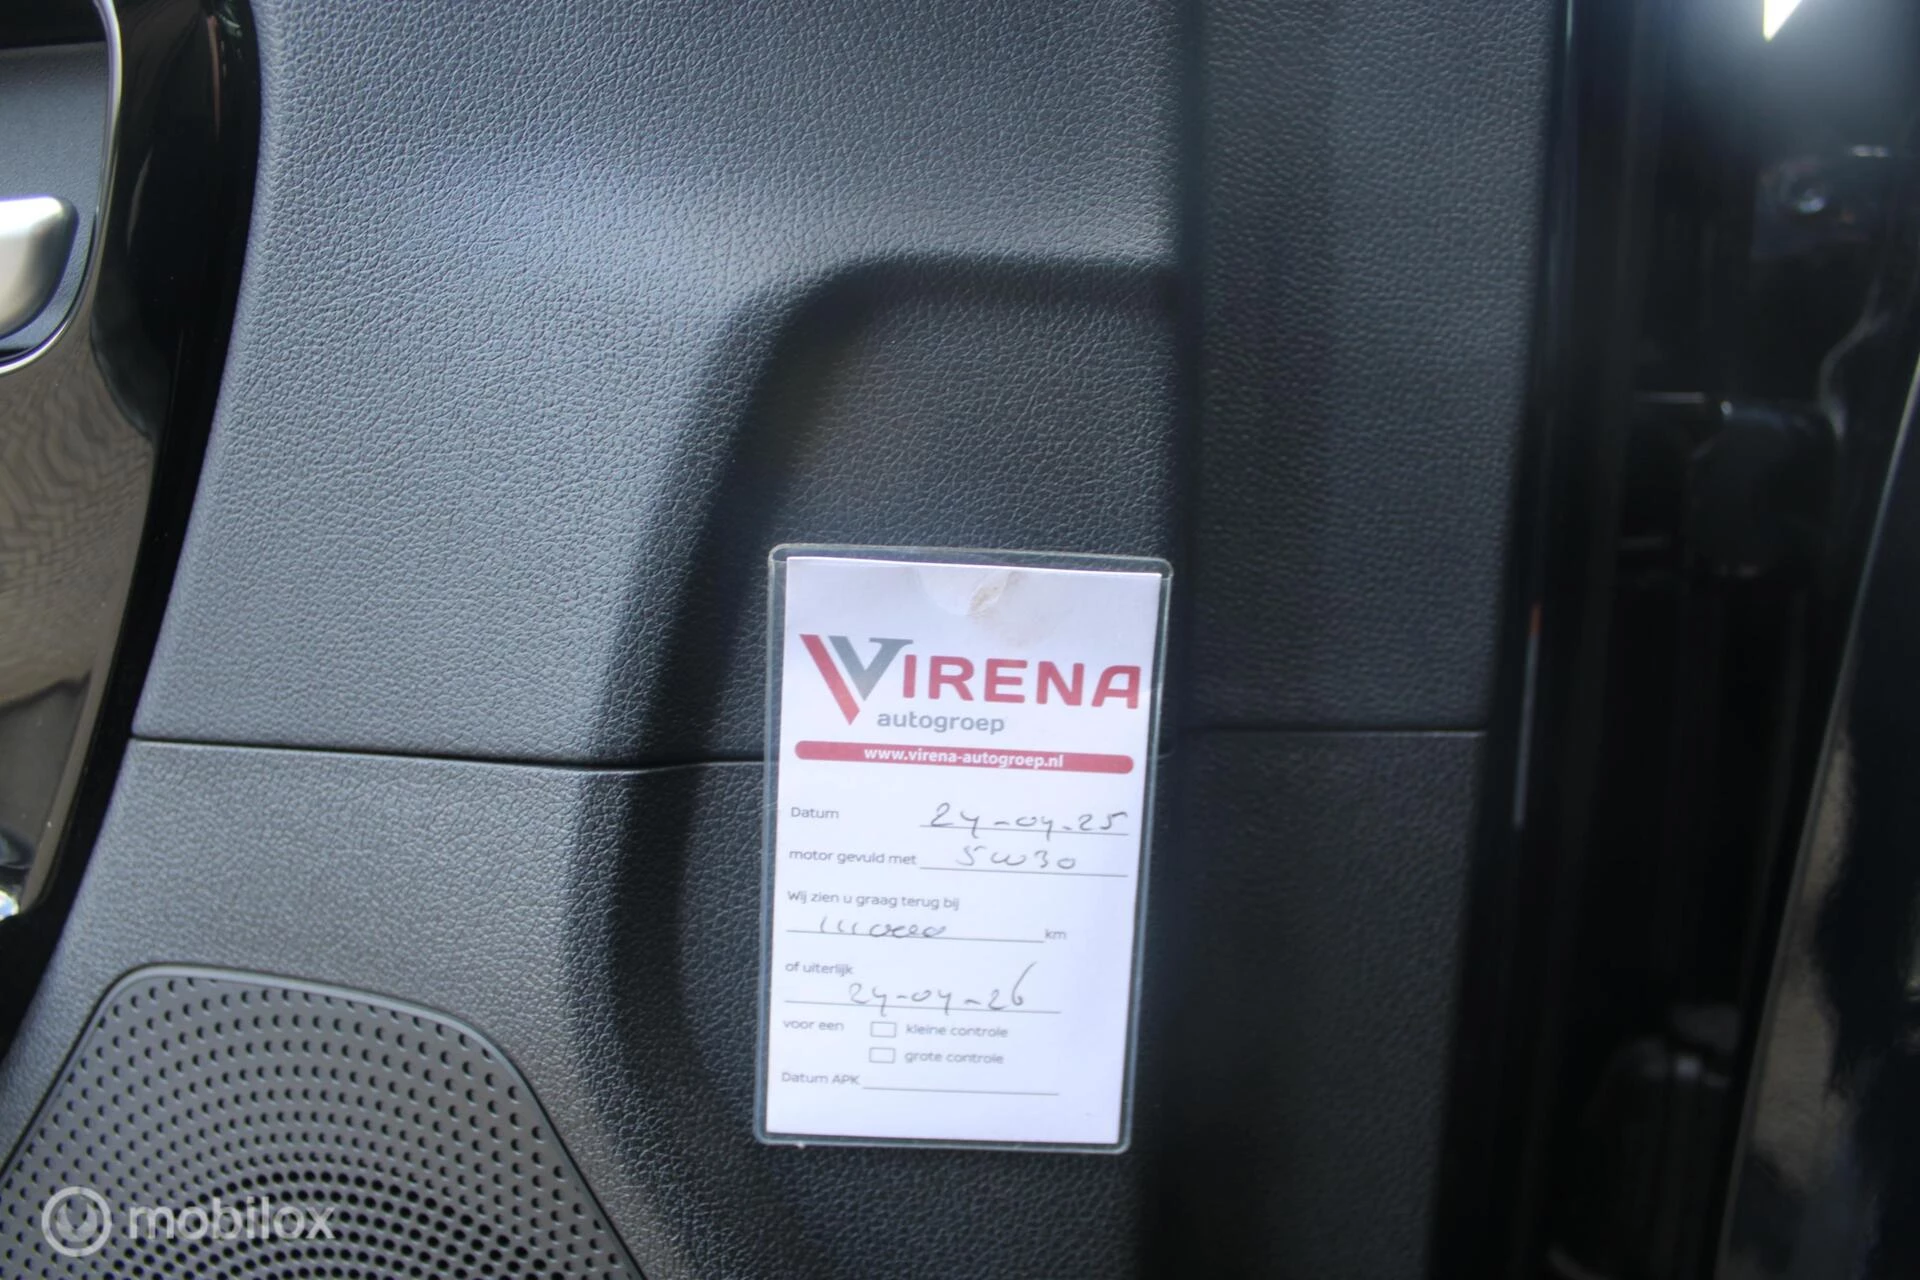 VIRENA
autogroep
www.virena-autogroep.nl
Datum 24-04-25
motor gevuld met 5W30
Wij zien u graag terug bij
km
of uiterlijk
24-04-26
voor een kleine controle
grote controle
Datum APK
mobilox